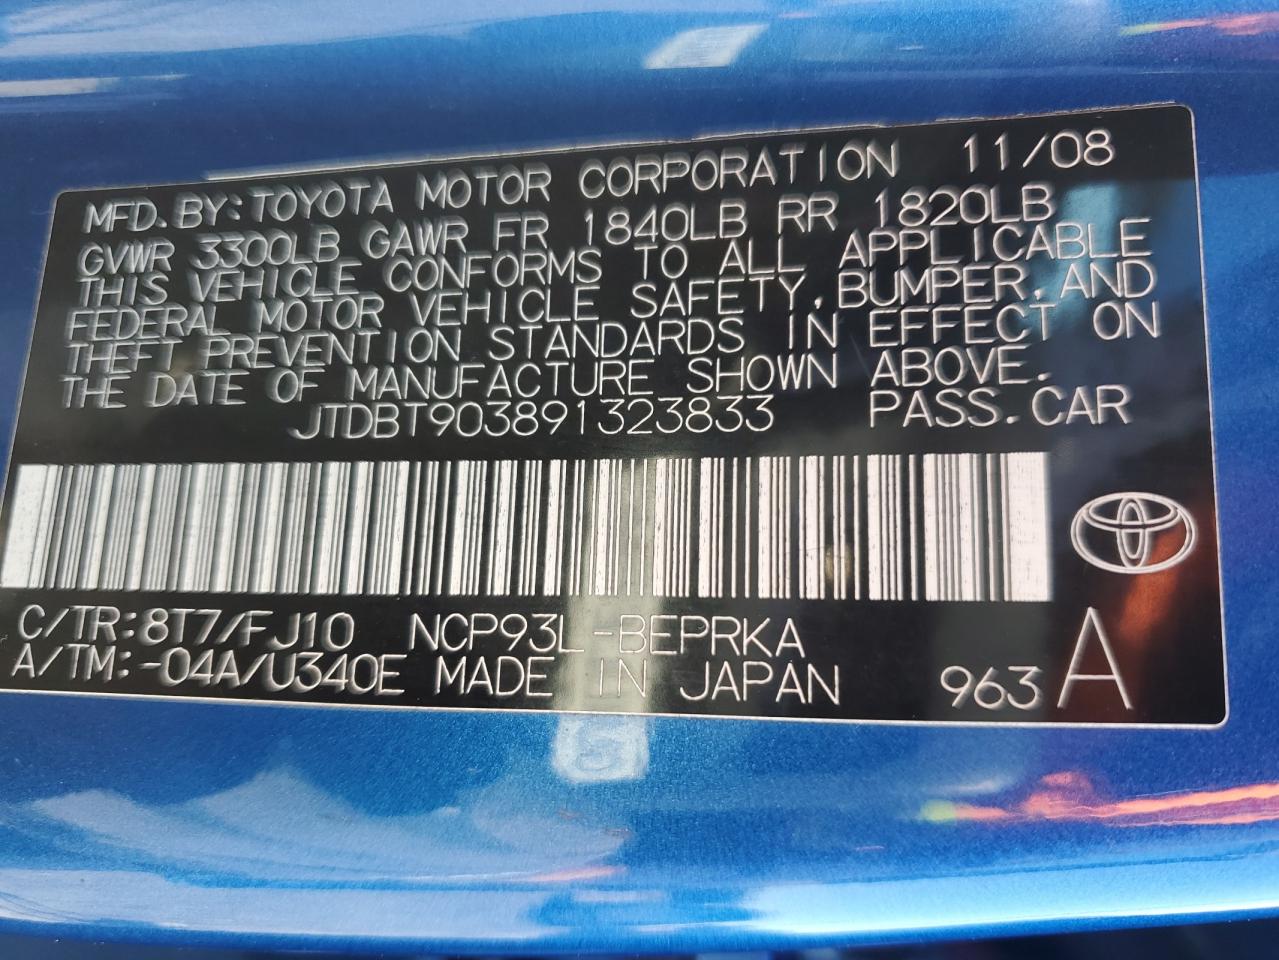 MFD. BY: TOYOTA MOTOR CORPORATION 11/08
GVWR 3300LB GAWR FR 1840LB RR 1820LB
THIS VEHICLE CONFORMS TO ALL APPLICABLE
FEDERAL MOTOR VEHICLE SAFETY, BUMPER, AND
THEFT PREVENTION STANDARDS IN EFFECT ON
THE DATE OF MANUFACTURE SHOWN ABOVE.
JTDBT903891323833 PASS. CAR
C/TR: 8T7/FJ10 NCP93L-BEPRKA
A/TM: -04A/U340E MADE IN JAPAN 963 A